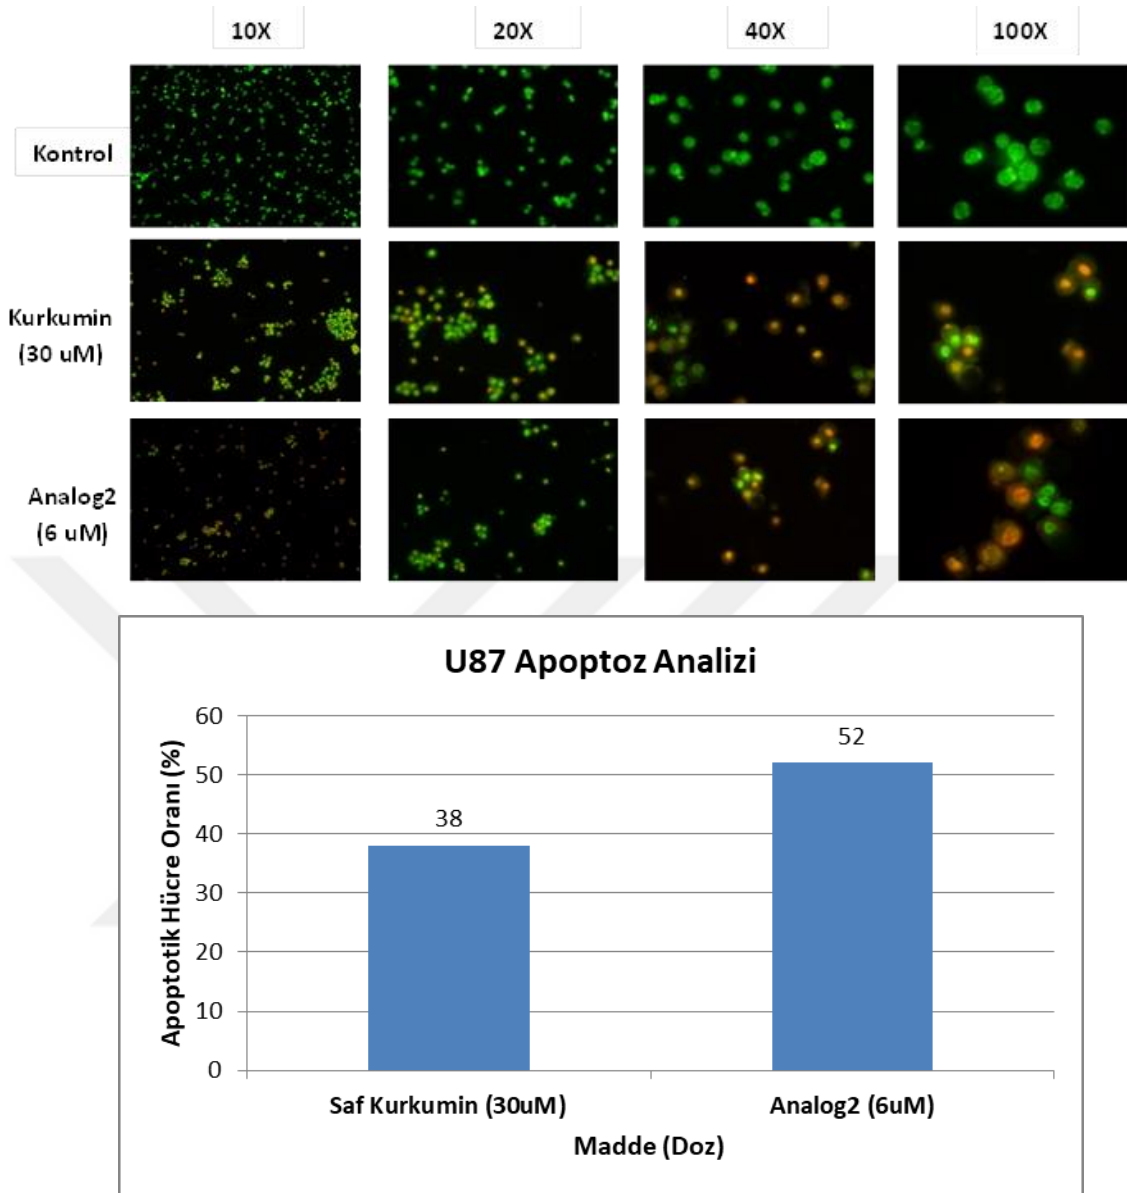 10X
20X
40X
100X
Kontrol
Kurkumin
(30 uM)
Analog2
(6 uM)
U87 Apoptoz Analizi
Apoptotik Hücre Oranı (%)
60
50
40
30
20
10
0
38
52
Saf Kurkumin (30uM)
Analog2 (6uM)
Madde (Doz)